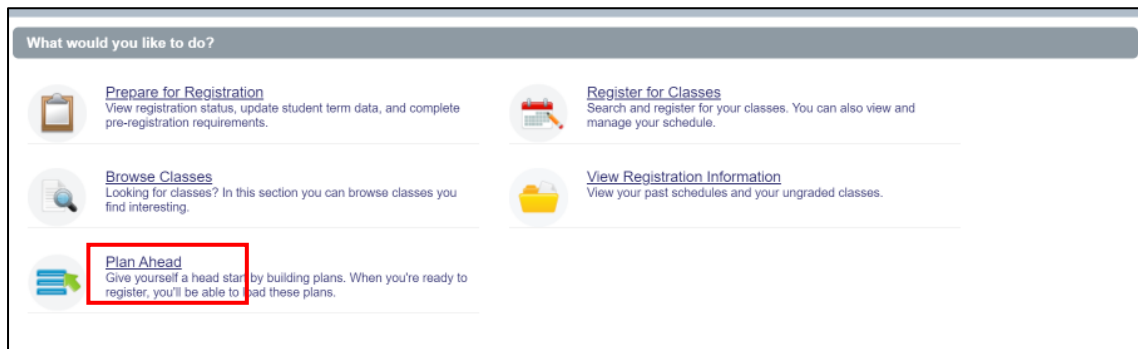 What would you like to do?
Prepare for Registration
View registration status, update student term data, and complete
pre-registration requirements.
Register for Classes
Search and register for your classes. You can also view and
manage your schedule.
Browse Classes
Looking for classes? In this section you can browse classes you
find interesting.
View Registration Information
View your past schedules and your ungraded classes.
Plan Ahead
Give yourself a head start by building plans. When you're ready to
register, you'll be able to load these plans.